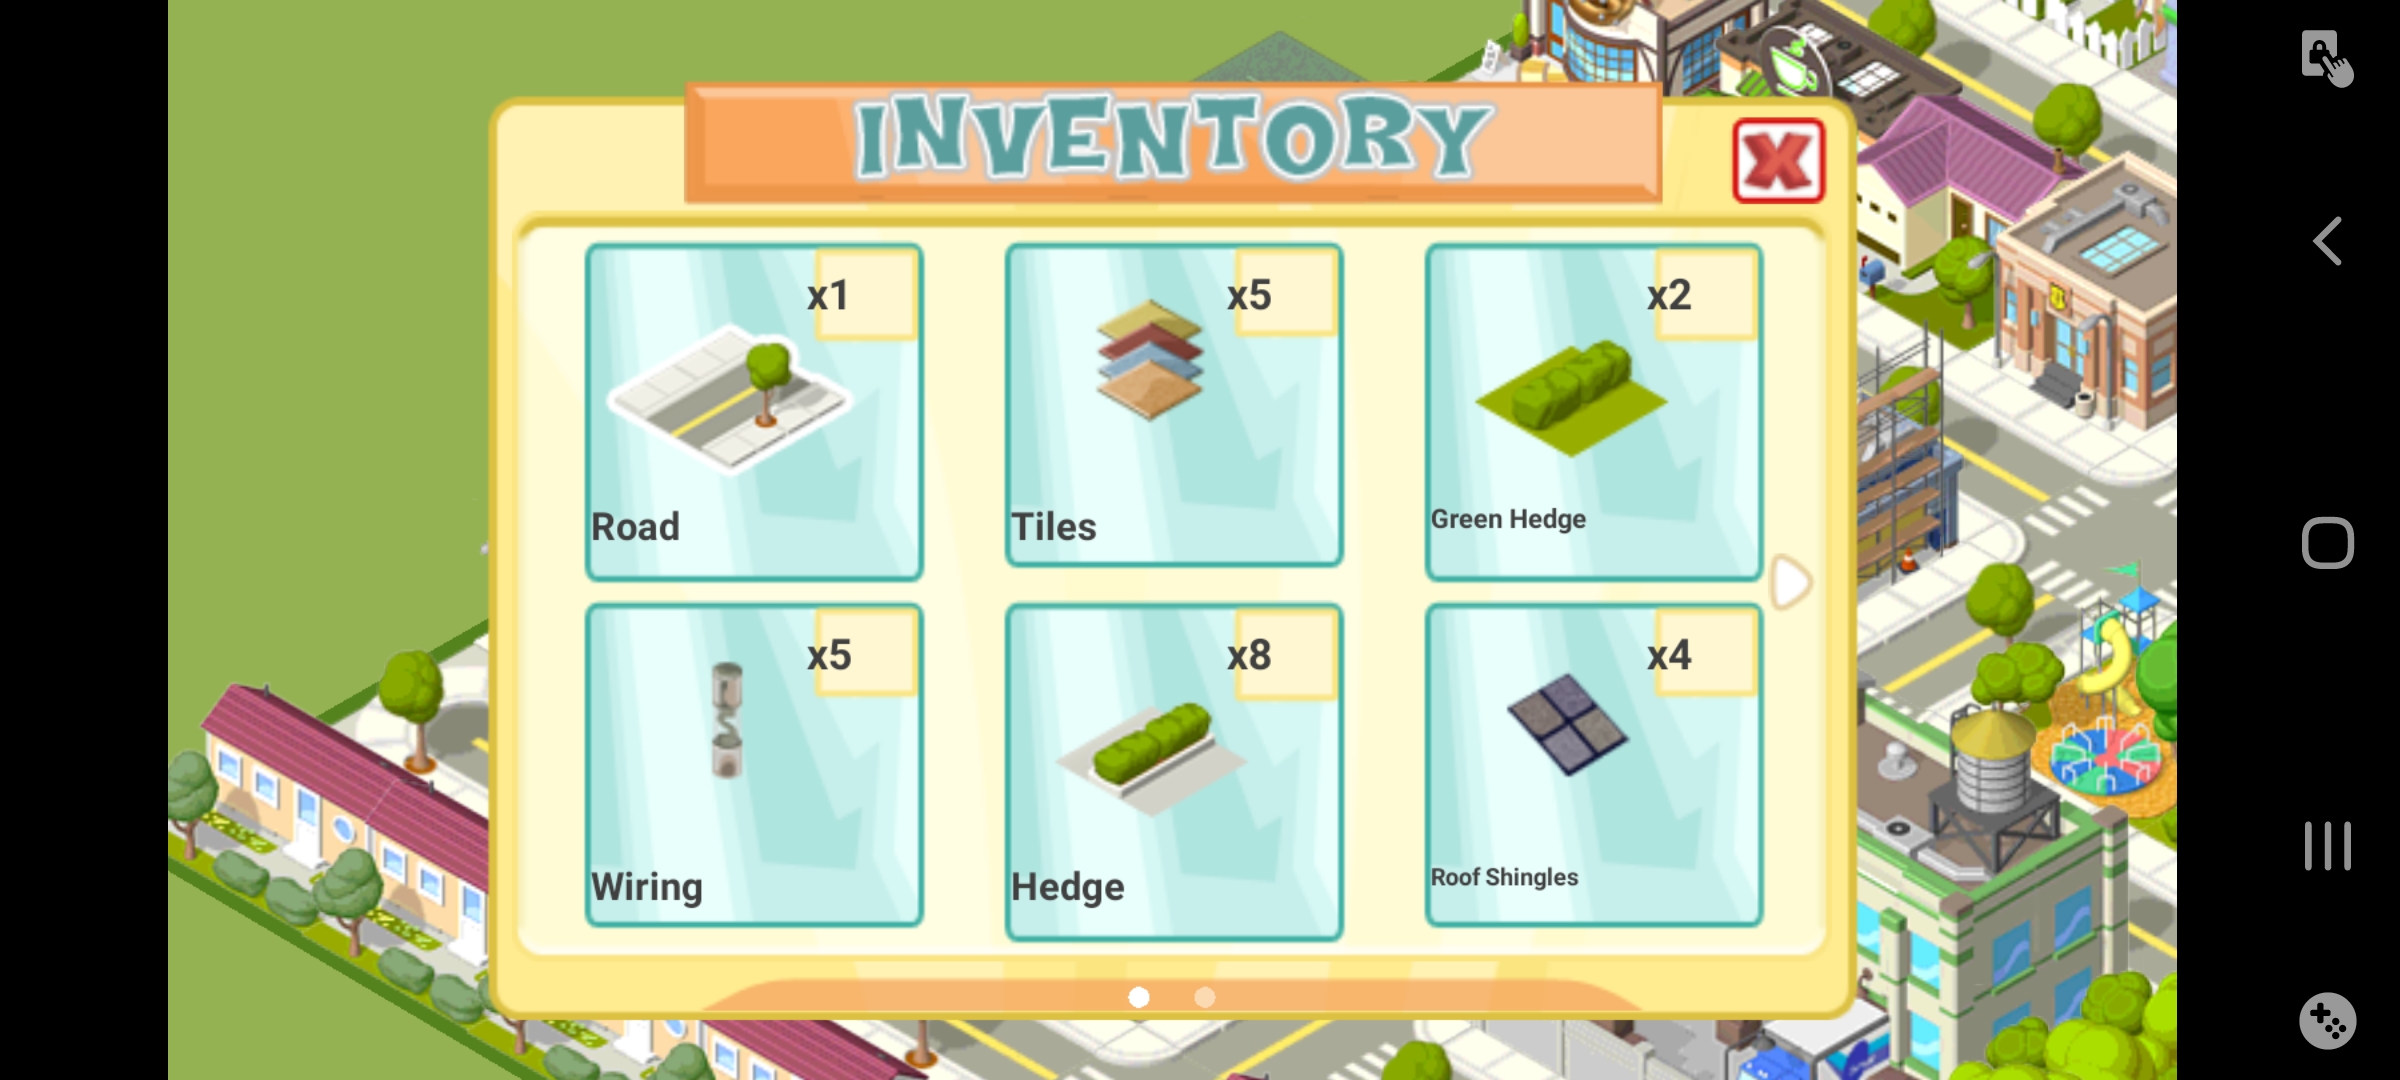 INVENTORY
X
x1
Road
x5
Tiles
x2
Green Hedge
x5
Wiring
x8
Hedge
x4
Roof Shingles